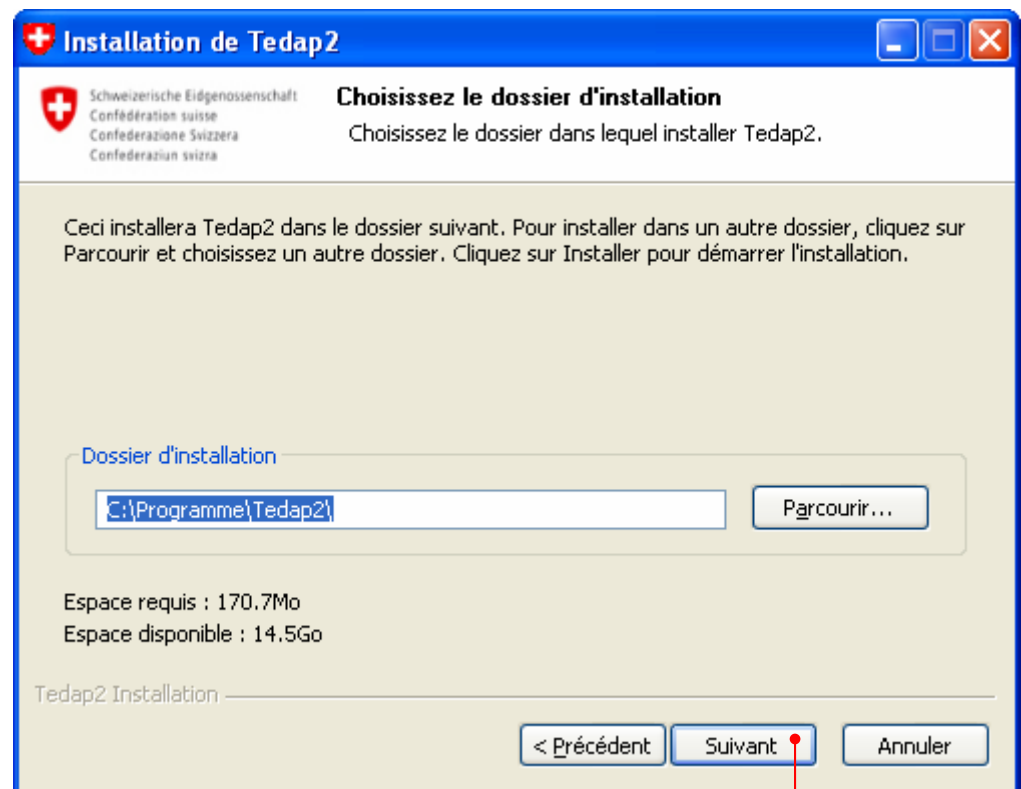 Installation de Tedap2
Schweizerische Eidgenossenschaft
Confédération suisse
Confederazione Svizzera
Confederaziun svizra
Choisissez le dossier d'installation
Choisissez le dossier dans lequel installer Tedap2.
Ceci installera Tedap2 dans le dossier suivant. Pour installer dans un autre dossier, cliquez sur
Parcourir et choisissez un autre dossier. Cliquez sur Installer pour démarrer l'installation.
Dossier d'installation
C:\Programme\Tedap2\
Parcourir...
Espace requis : 170.7Mo
Espace disponible : 14.5Go
Tedap2 Installation
< Précédent
Suivant
Annuler